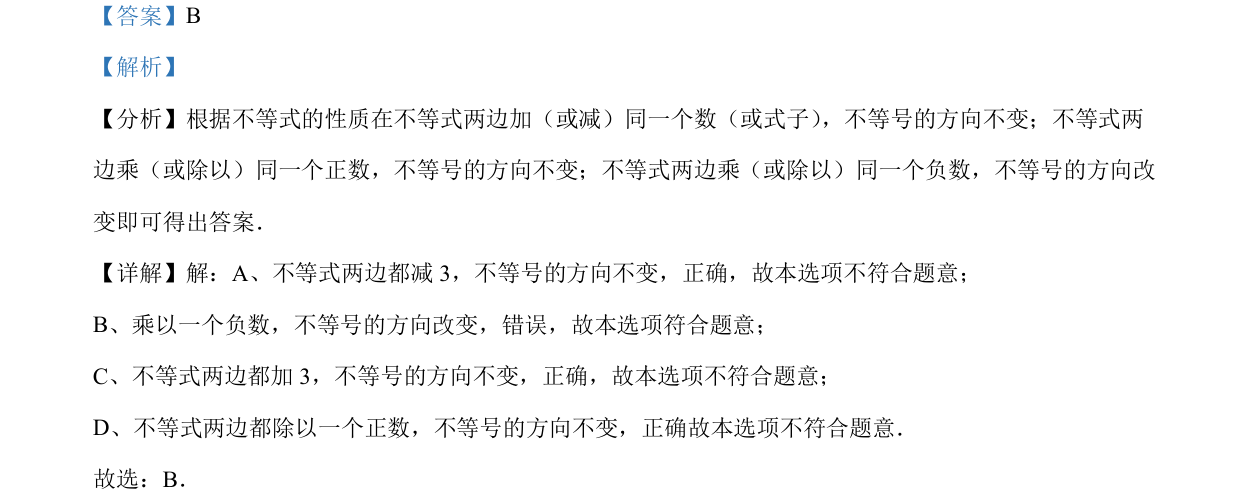 【答案】B
【解析】
【分析】根据不等式的性质在不等式两边加（或减）同一个数（或式子），不等号的方向不变；不等式两
边乘（或除以）同一个正数，不等号的方向不变；不等式两边乘（或除以）同一个负数，不等号的方向改
变即可得出答案．
【详解】解：A、不等式两边都减 3，不等号的方向不变，正确，故本选项不符合题意；
B、乘以一个负数，不等号的方向改变，错误，故本选项符合题意；
C、不等式两边都加 3，不等号的方向不变，正确，故本选项不符合题意；
D、不等式两边都除以一个正数，不等号的方向不变，正确故本选项不符合题意．
故选：B．